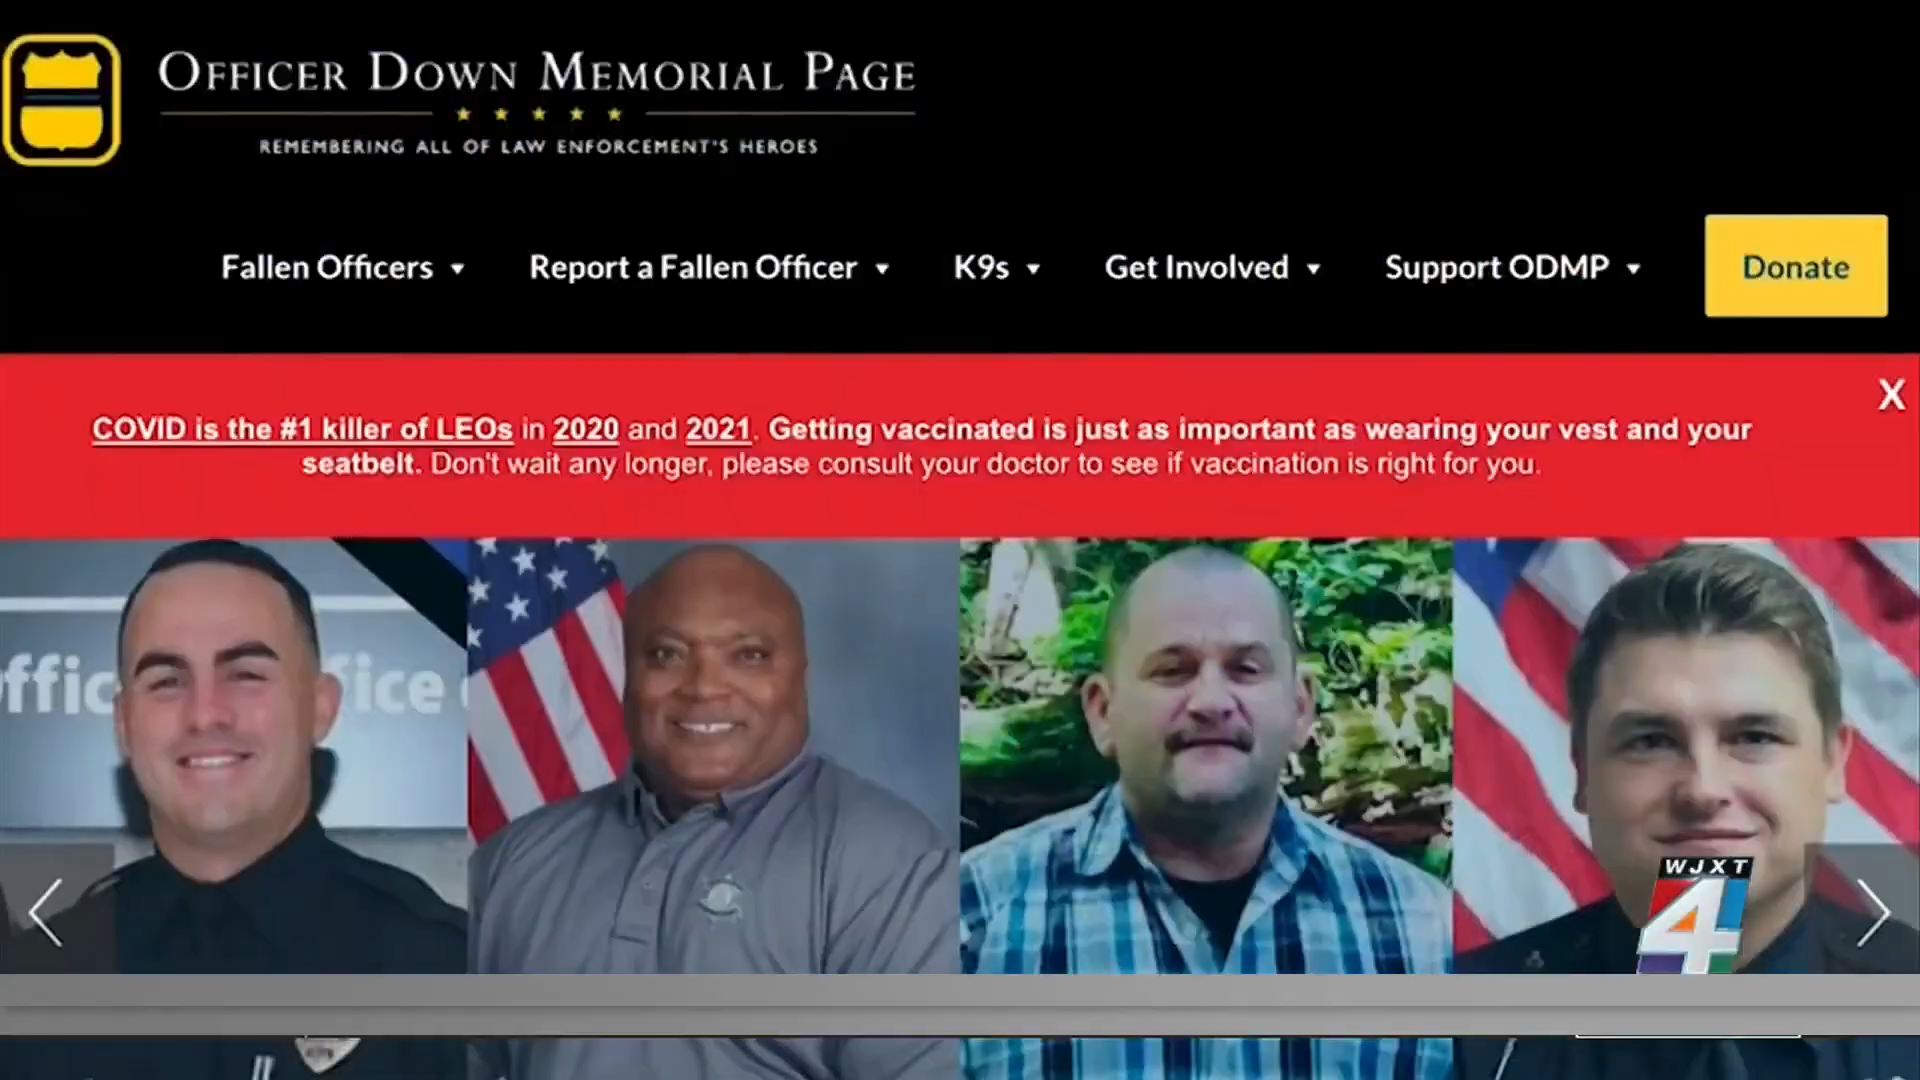 OFFICER DOWN MEMORIAL PAGE
REMEMBERING ALL OF LAW ENFORCEMENT'S HEROES
Fallen Officers Report a Fallen Officer K9s Get Involved Support ODMP Donate
X
COVID is the #1 killer of LEOs in 2020 and 2021. Getting vaccinated is just as important as wearing your vest and your
seatbelt. Don't wait any longer, please consult your doctor to see if vaccination is right for you.
ffic fice
WJXT
4